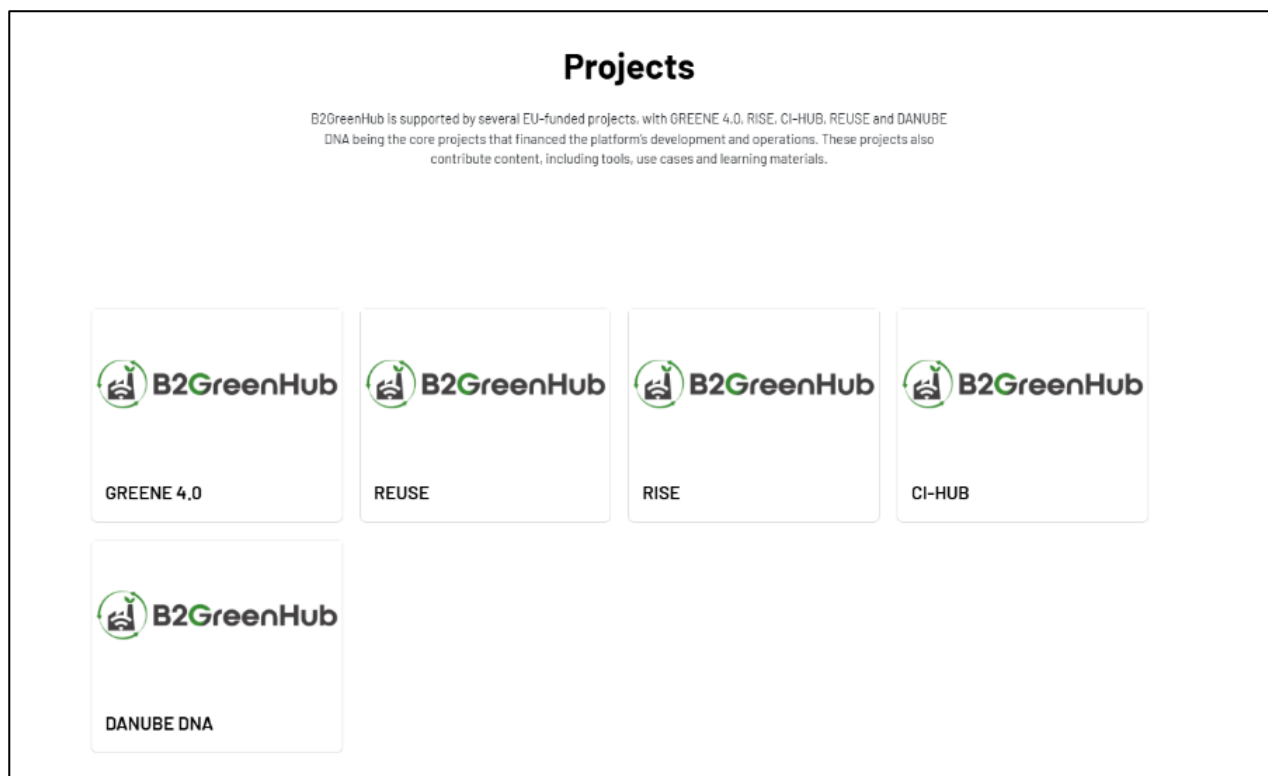 Projects
B2GreenHub is supported by several EU-funded projects, with GREENE 4.0, RISE, CI-HUB, REUSE and DANUBE
DNA being the core projects that financed the platform's development and operations. These projects also
contribute content, including tools, use cases and learning materials.
B2GreenHub
B2GreenHub
B2GreenHub
B2GreenHub
GREENE 4.0
REUSE
RISE
CI-HUB
B2GreenHub
DANUBE DNA